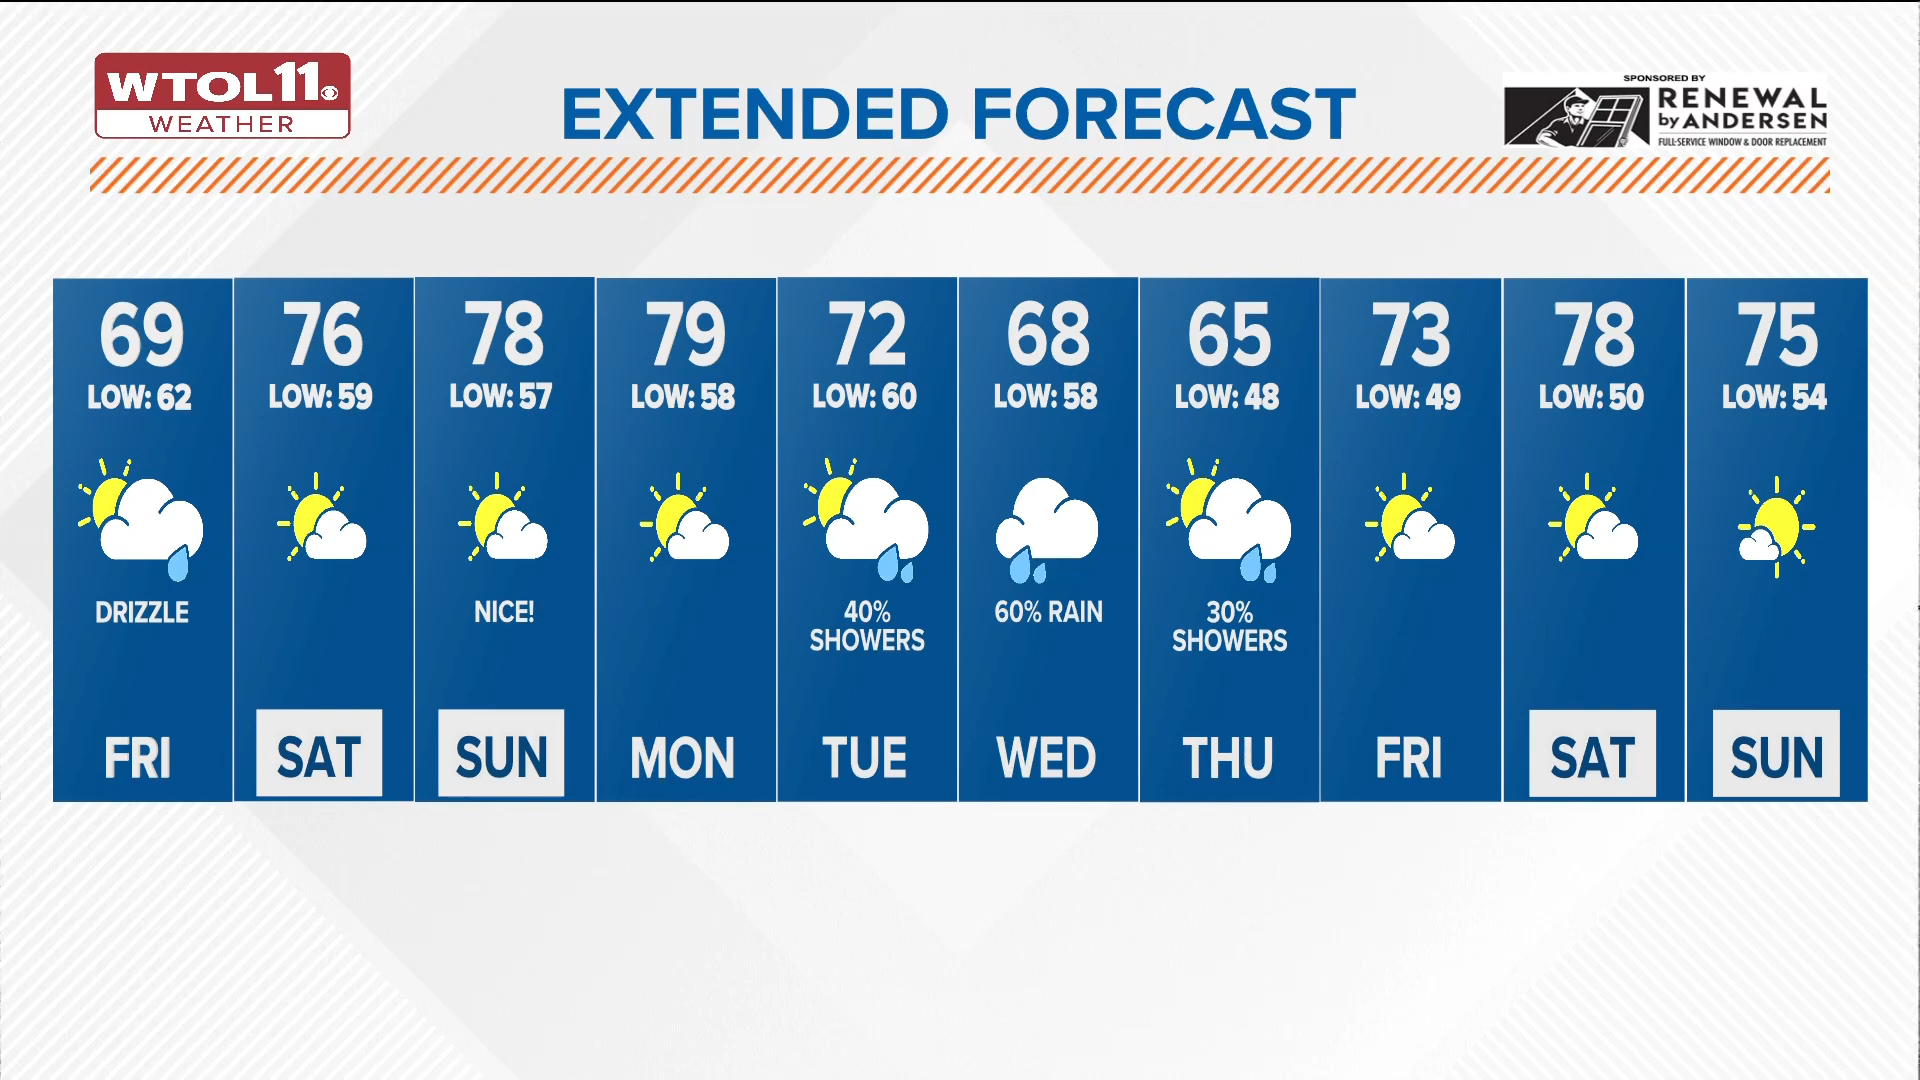 WTOL 11
WEATHER
EXTENDED FORECAST
SPONSORED BY
RENEWAL
by ANDERSEN
FULL-SERVICE WINDOW & DOOR REPLACEMENT
69
LOW: 62
DRIZZLE
FRI
76
LOW: 59
SAT
78
LOW: 57
NICE!
SUN
79
LOW: 58
MON
72
LOW: 60
40%
SHOWERS
TUE
68
LOW: 58
60% RAIN
WED
65
LOW: 48
30%
SHOWERS
THU
73
LOW: 49
FRI
78
LOW: 50
SAT
75
LOW: 54
SUN